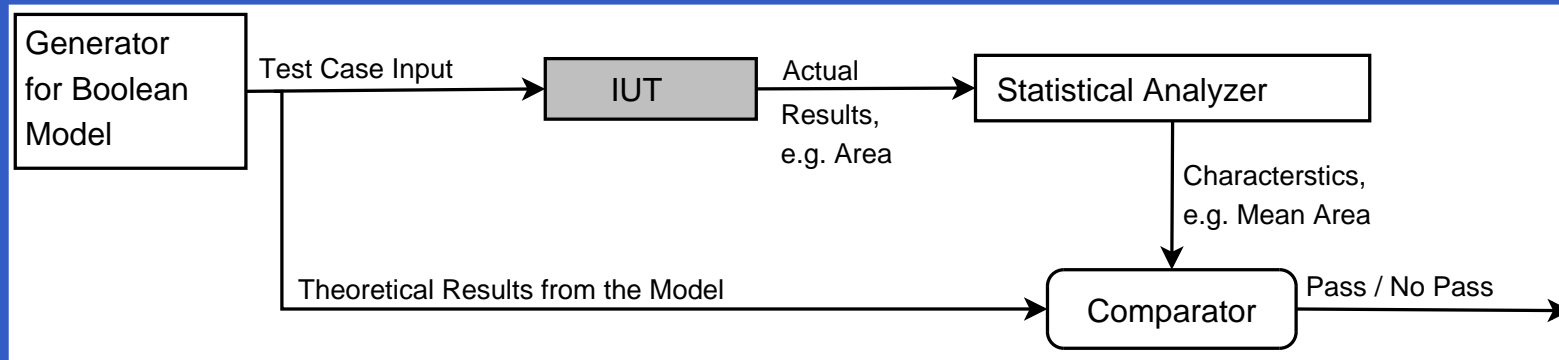 Generator
for Boolean
Model
Test Case Input
IUT
Actual
Results,
e.g. Area
Statistical Analyzer
Characterstics,
e.g. Mean Area
Theoretical Results from the Model
Comparator
Pass / No Pass